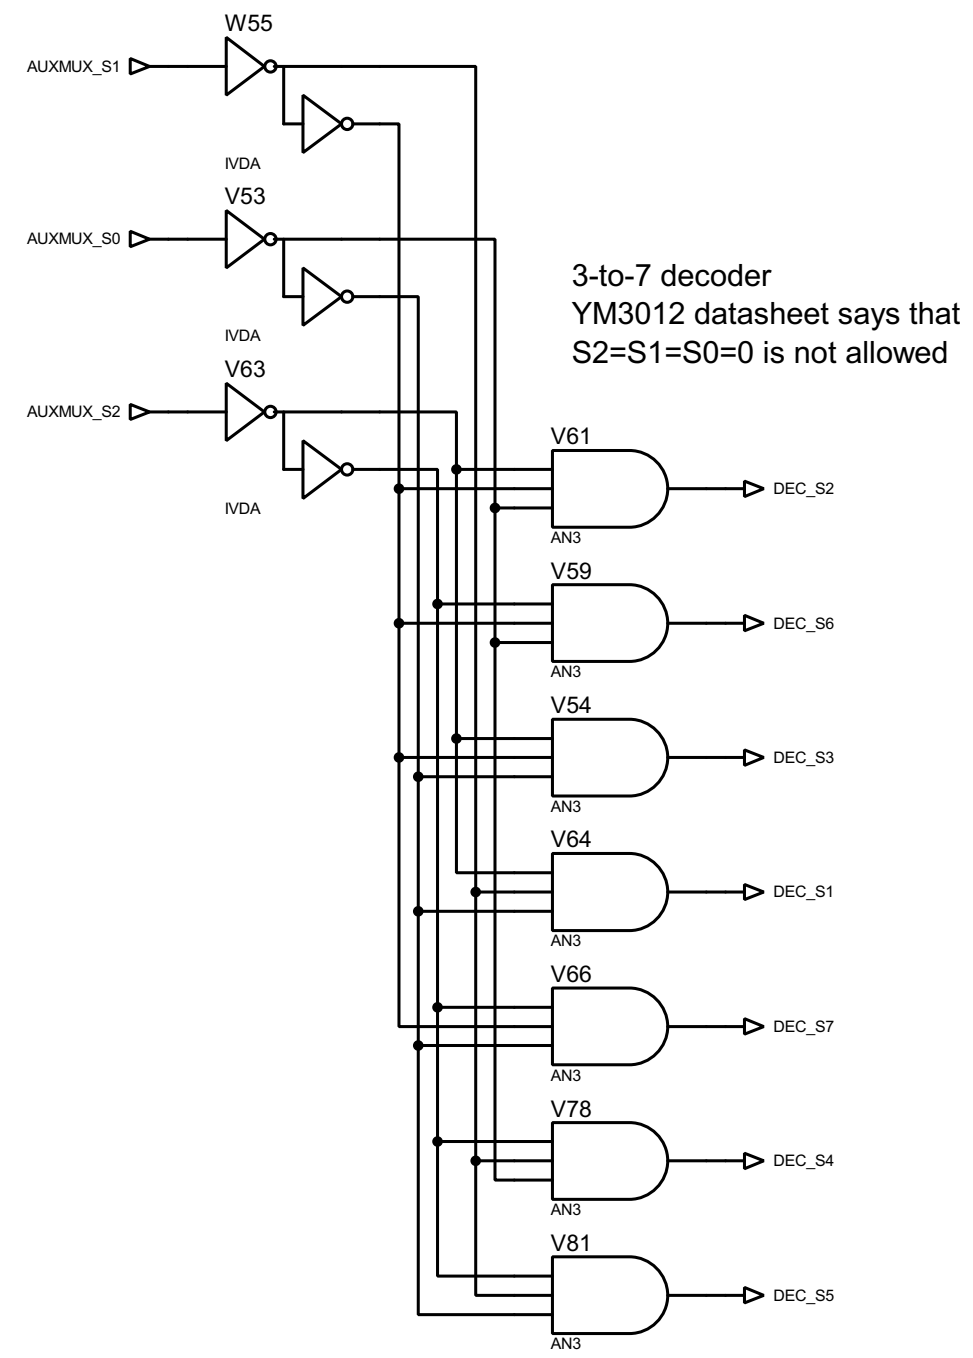 W55
AUXMUX_S1
IVDA
V53
AUXMUX_S0
IVDA
V63
AUXMUX_S2
IVDA
3-to-7 decoder
YM3012 datasheet says that
S2=S1=S0=0 is not allowed
V61
DEC_S2
AN3
V59
DEC_S6
AN3
V54
DEC_S3
AN3
V64
DEC_S1
AN3
V66
DEC_S7
AN3
V78
DEC_S4
AN3
V81
DEC_S5
AN3